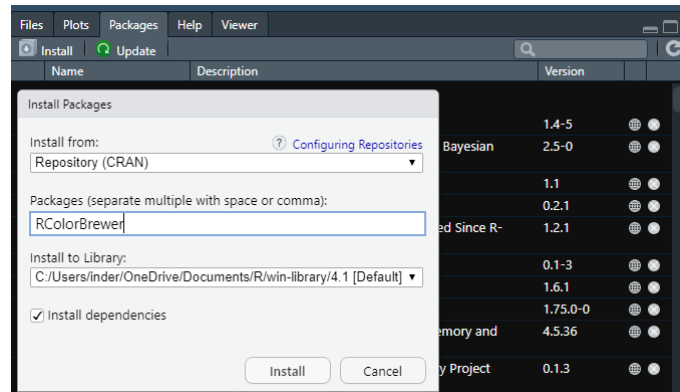 Files Plots Packages Help Viewer
Install Update
Name Description Version
Install Packages
Install from:
? Configuring Repositories
Repository (CRAN)
Packages (separate multiple with space or comma):
RColorBrewer
Install to Library:
C:/Users/inder/OneDrive/Documents/R/win-library/4.1 [Default]
Install dependencies
Install Cancel
1.4-5
Bayesian 2.5-0
1.1
0.2.1
ed Since R- 1.2.1
0.1-3
1.6.1
1.75.0-0
emory and 4.5.36
y Project 0.1.3